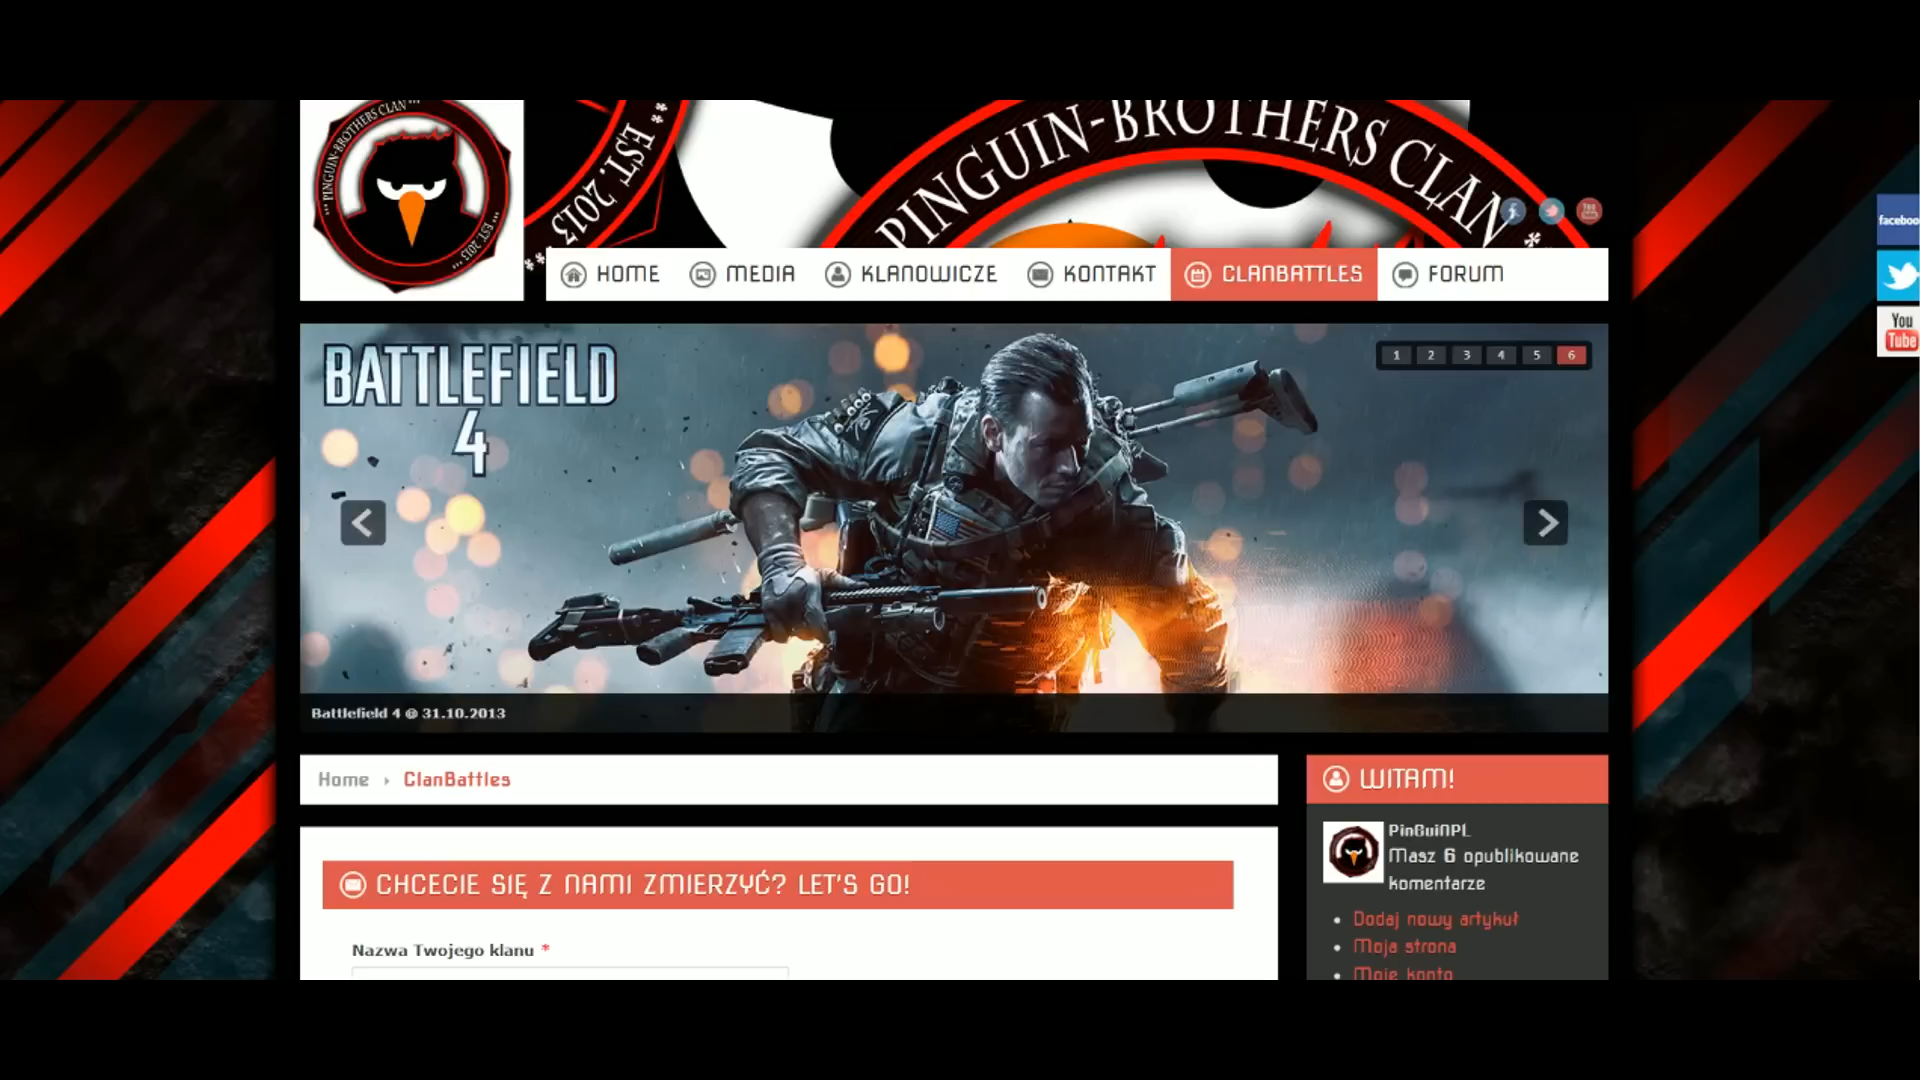 *** PINGUIN-BROTHERS CLAN ***
*** EST. 2013 ***
** EST. 2013 **
PINGUIN-BROTHERS CLAN **
HOME
MEDIA
KLANOWICZE
KONTAKT
CLANBATTLES
FORUM
facebo
You
Tube
BATTLEFIELD
4
1 2 3 4 5 6
Battlefield 4 @ 31.10.2013
Home › ClanBattles
WITAM!
PinGuinPL
Masz 6 opublikowane
komentarze
• Dodaj nowy artykuł
• Moja strona
• Moje konto
CHCECIE SIĘ Z NAMI ZMIERZYĆ? LET'S GO!
Nazwa Twojego klanu *